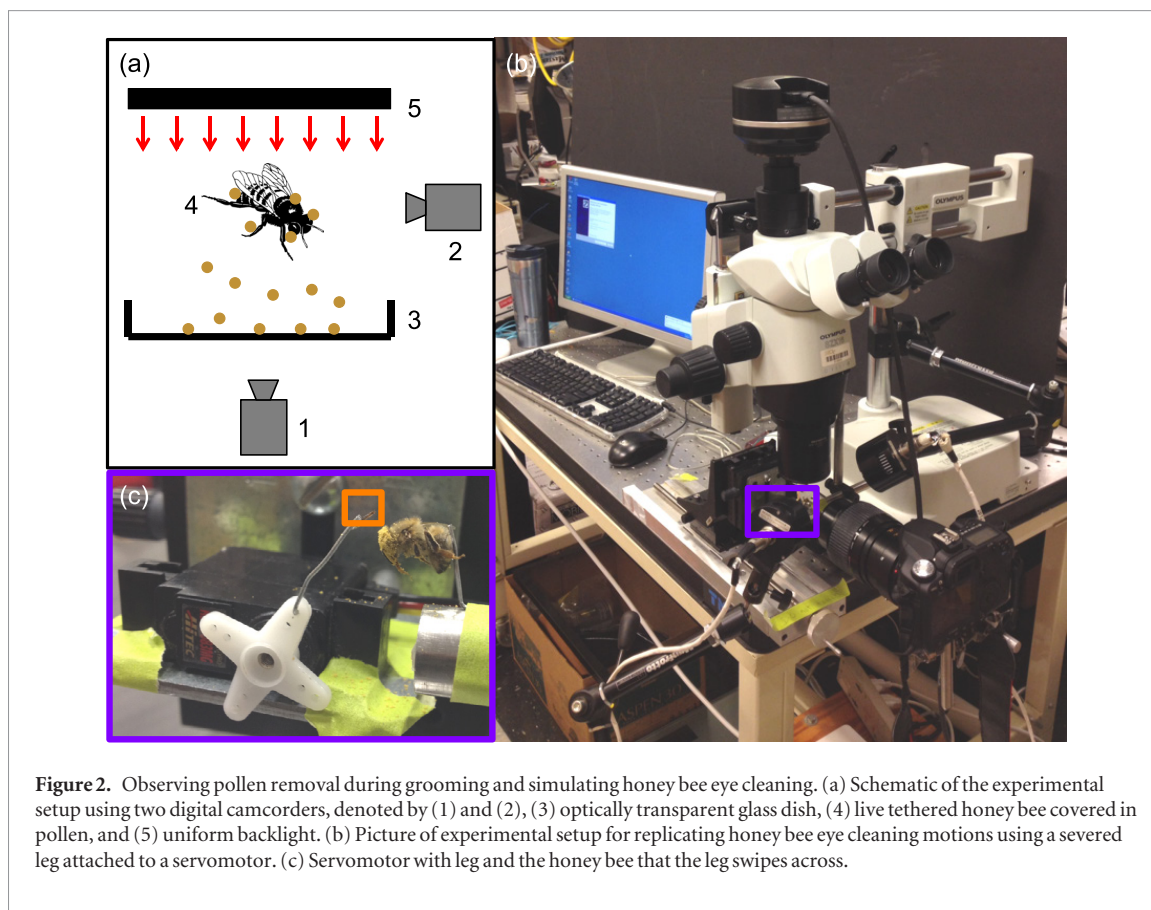 (a)
5
4
2
3
1
(b)
OLYMPUS
OLYMPUS
(c)
HITEC
Manfrotto
Figure 2. Observing pollen removal during grooming and simulating honey bee eye cleaning. (a) Schematic of the experimental
setup using two digital camcorders, denoted by (1) and (2), (3) optically transparent glass dish, (4) live tethered honey bee covered in
pollen, and (5) uniform backlight. (b) Picture of experimental setup for replicating honey bee eye cleaning motions using a severed
leg attached to a servomotor. (c) Servomotor with leg and the honey bee that the leg swipes across.